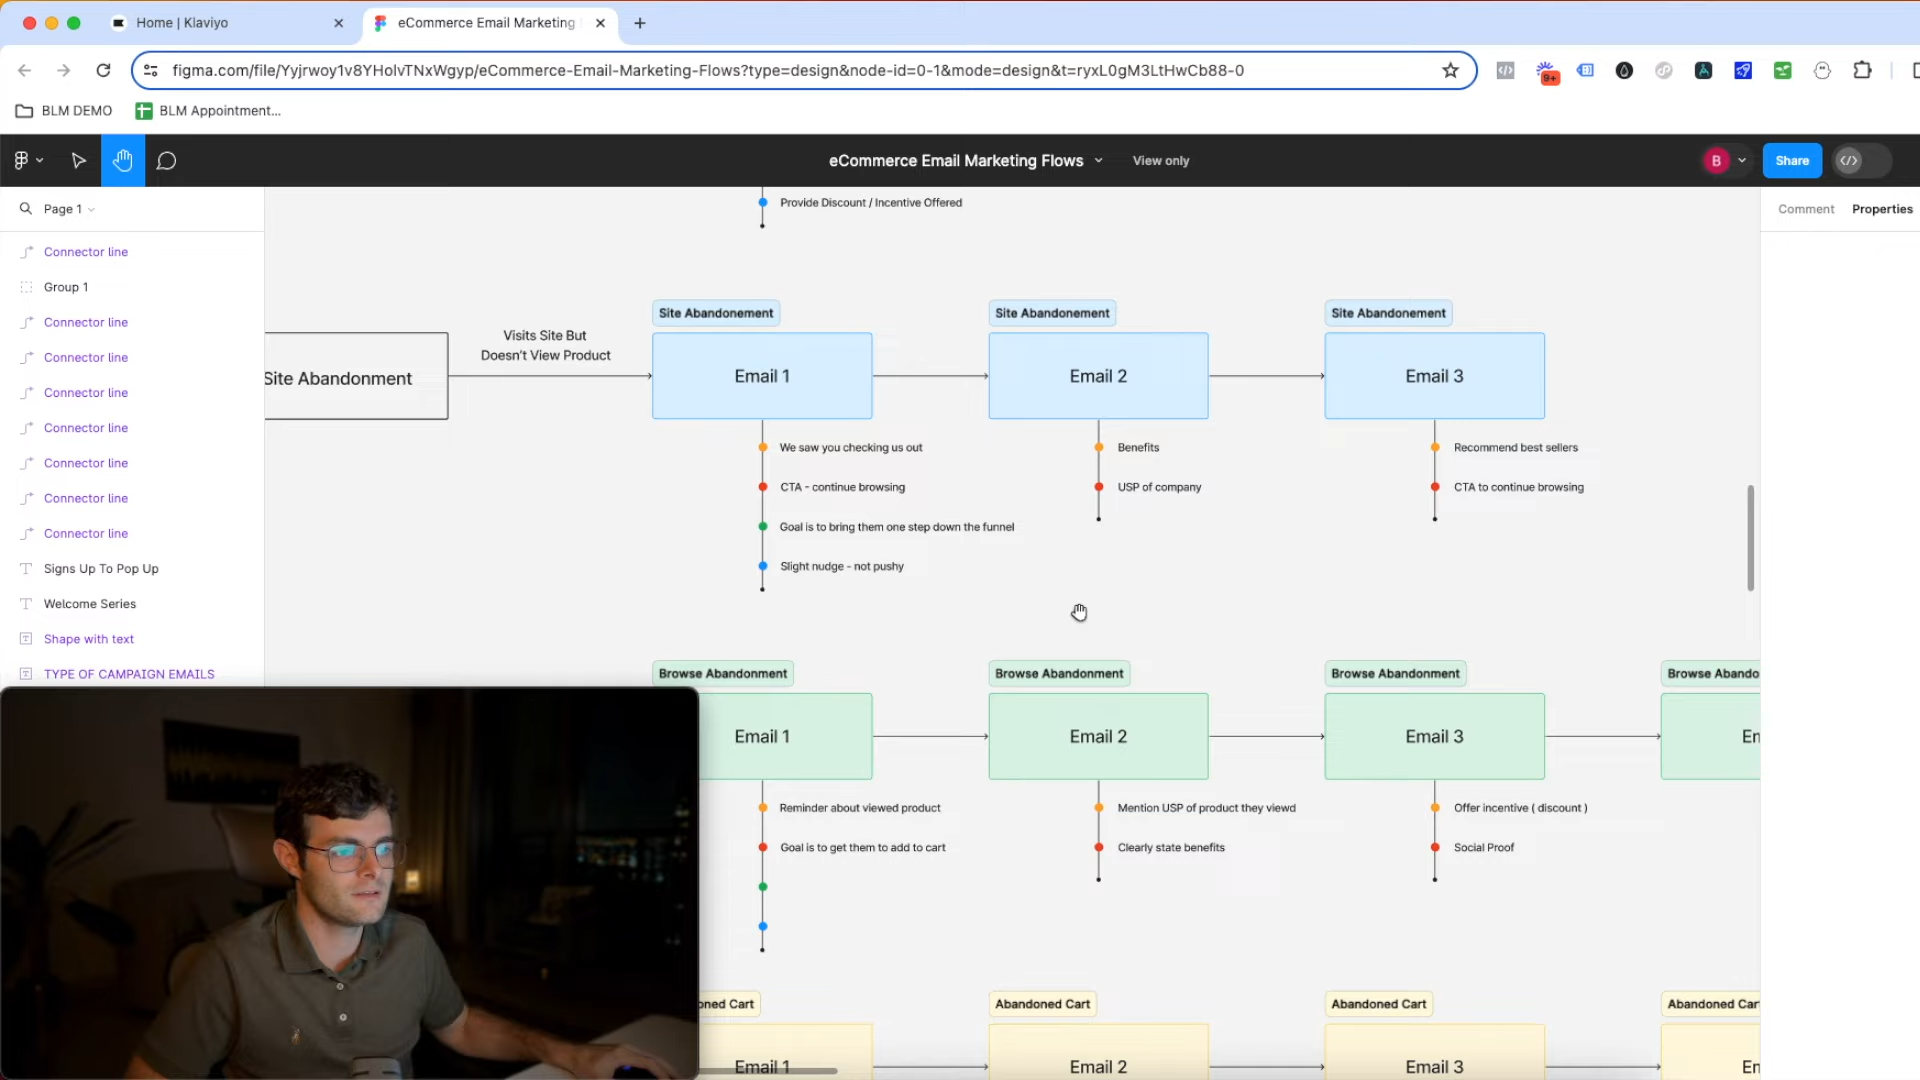 Home | Klaviyo
eCommerce Email Marketing
figma.com/file/Yyjrwoy1v8YHolvTNxWgyp/eCommerce-Email-Marketing-Flows?type=design&node-id=0-1&mode=design&t=ryxL0gM3LtHwCb88-0
9+
BLM DEMO
BLM Appointment...
eCommerce Email Marketing Flows
View only
B
Share
Page 1
Comment
Properties
Connector line
Group 1
Connector line
Connector line
Connector line
Connector line
Connector line
Connector line
Connector line
Signs Up To Pop Up
Welcome Series
Shape with text
TYPE OF CAMPAIGN EMAILS
Provide Discount / Incentive Offered
Site Abandonment
Visits Site But
Doesn't View Product
Site Abandonement
Site Abandonement
Site Abandonement
Email 1
Email 2
Email 3
We saw you checking us out
CTA - continue browsing
Goal is to bring them one step down the funnel
Slight nudge - not pushy
Benefits
USP of company
Recommend best sellers
CTA to continue browsing
Browse Abandonment
Browse Abandonment
Browse Abandonment
Browse Abando
Email 1
Email 2
Email 3
En
Reminder about viewed product
Goal is to get them to add to cart
Mention USP of product they viewd
Clearly state benefits
Offer incentive ( discount )
Social Proof
oned Cart
Abandoned Cart
Abandoned Cart
Abandoned Car
Email 1
Email 2
Email 3
En